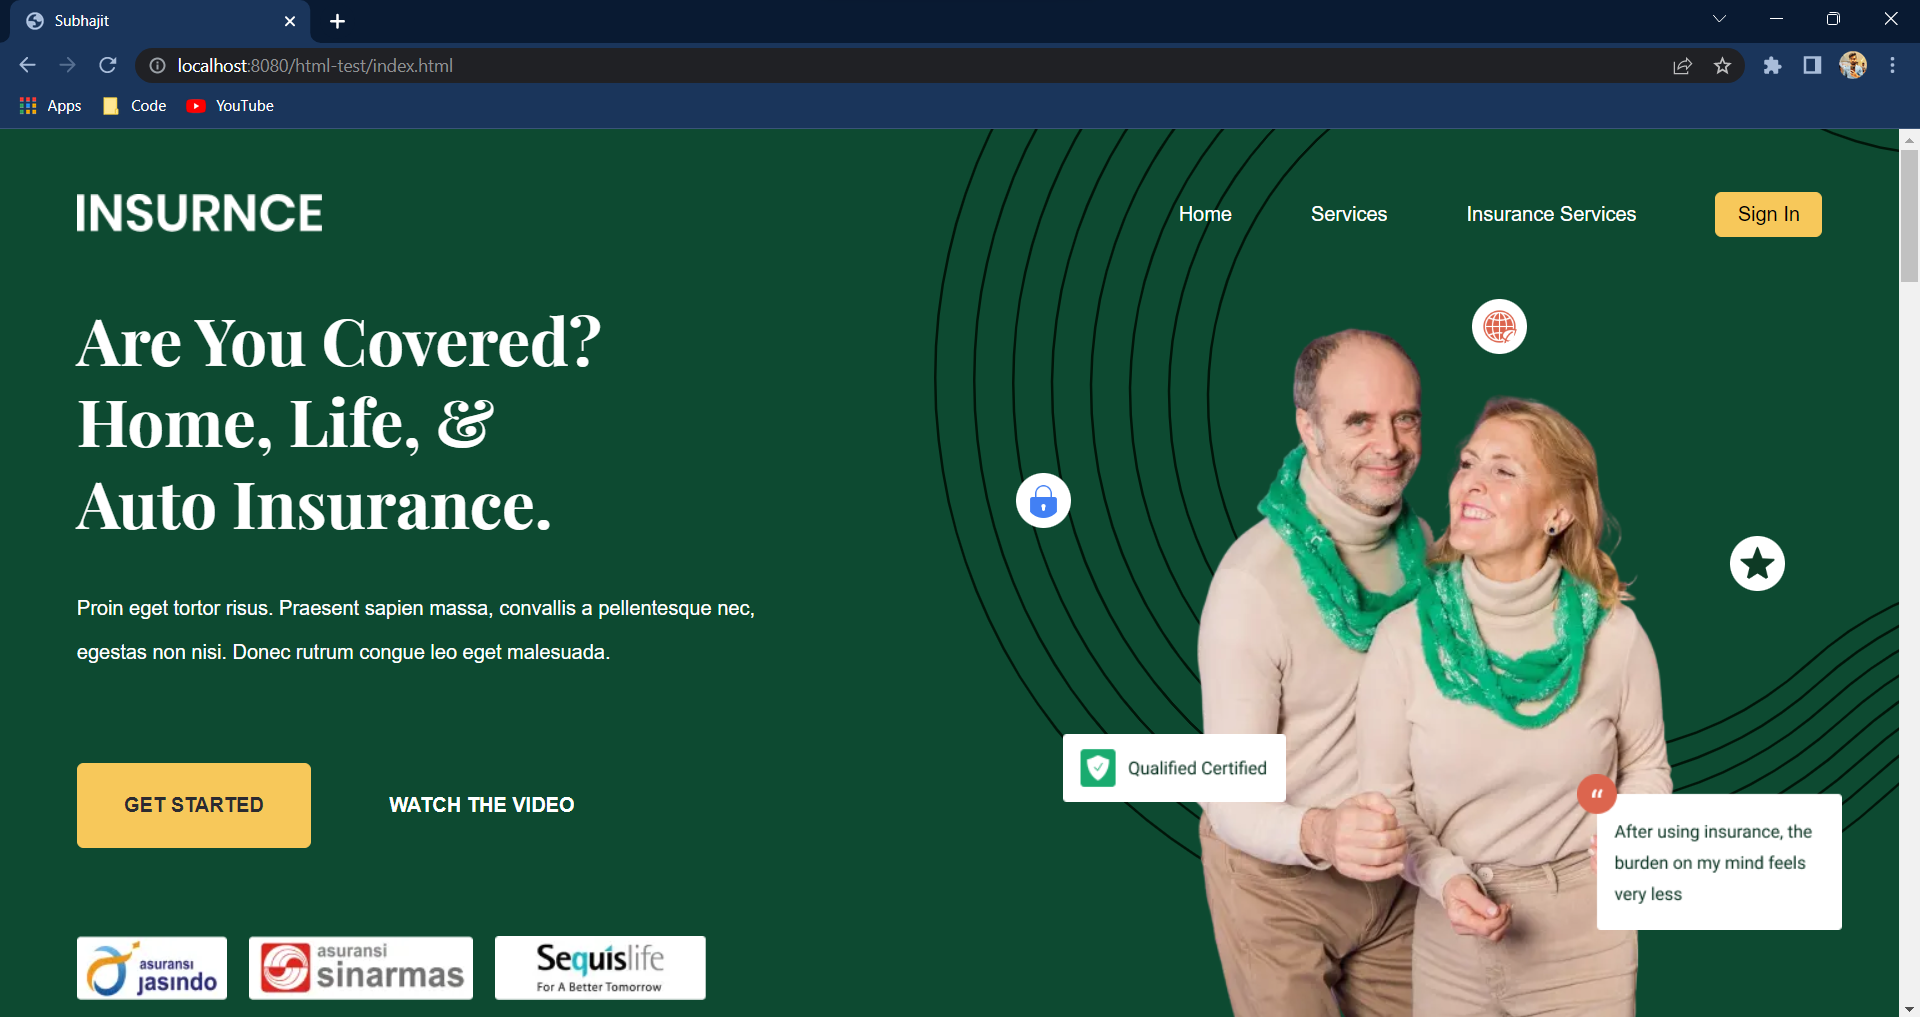 Subhajit
localhost:8080/html-test/index.html
Apps
Code
YouTube
INSURNCE
Home
Services
Insurance Services
Sign In
Are You Covered?
Home, Life, &
Auto Insurance.
Proin eget tortor risus. Praesent sapien massa, convallis a pellentesque nec,
egestas non nisi. Donec rutrum congue leo eget malesuada.
GET STARTED
WATCH THE VIDEO
Qualified Certified
“
After using insurance, the
burden on my mind feels
very less
asuransi
jasindo
asuransi
sinarmas
Sequislife
For A Better Tomorrow